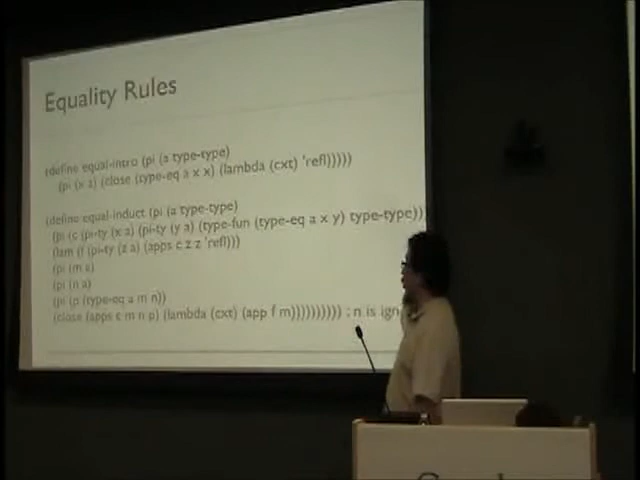 Equality Rules
(define equal-intro (pi (a type-type)
(pi (x a) (close (type-eq a x x) (lambda (cxt) 'refl)))))
(define equal-induct (pi (a type-type)
(pi (c (pi-ty (x a) (pi-ty (y a) (type-fun (type-eq a x y) type-type))))
(lam (f (pi-ty (z a) (apps c z z 'refl)))
(pi (m a)
(pi (n a)
(pi (p (type-eq a m n))
(close (apps c m n p) (lambda (cxt) (app f m)))))))))) ; n is ign